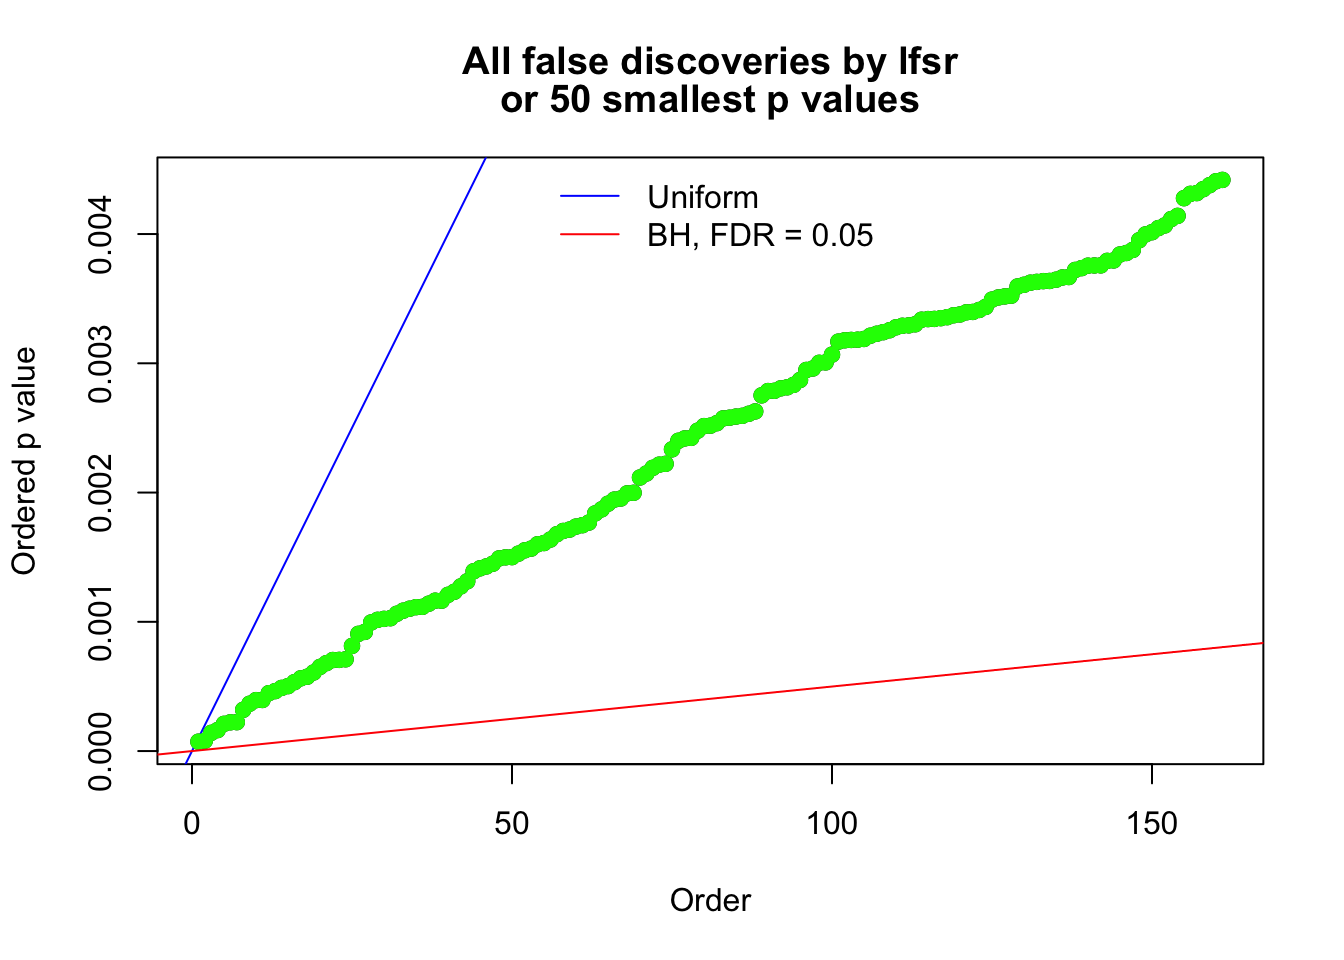 All false discoveries by lfsr
or 50 smallest p values
Uniform
BH, FDR = 0.05
Ordered p value
0.004
0.003
0.002
0.001
0.000
0
50
100
150
Order